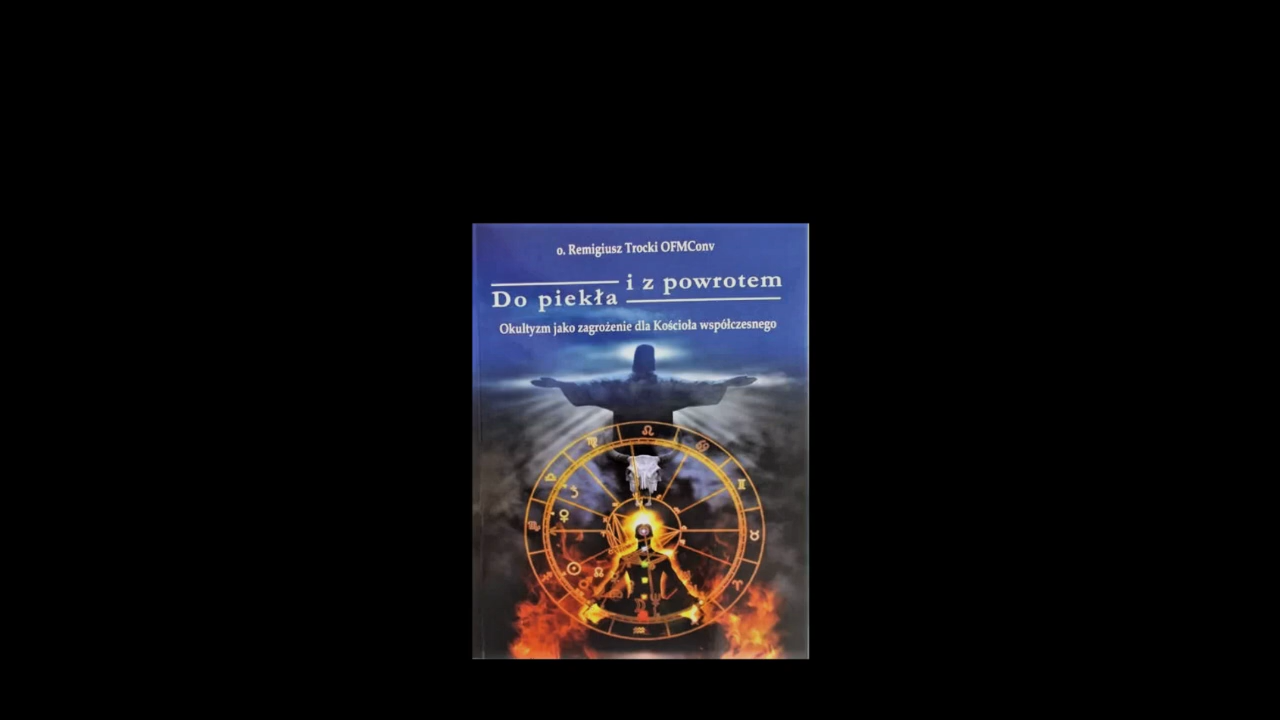 o. Remigiusz Trocki OFMConv
Do piekła i z powrotem
Okultyzm jako zagrożenie dla Kościoła współczesnego